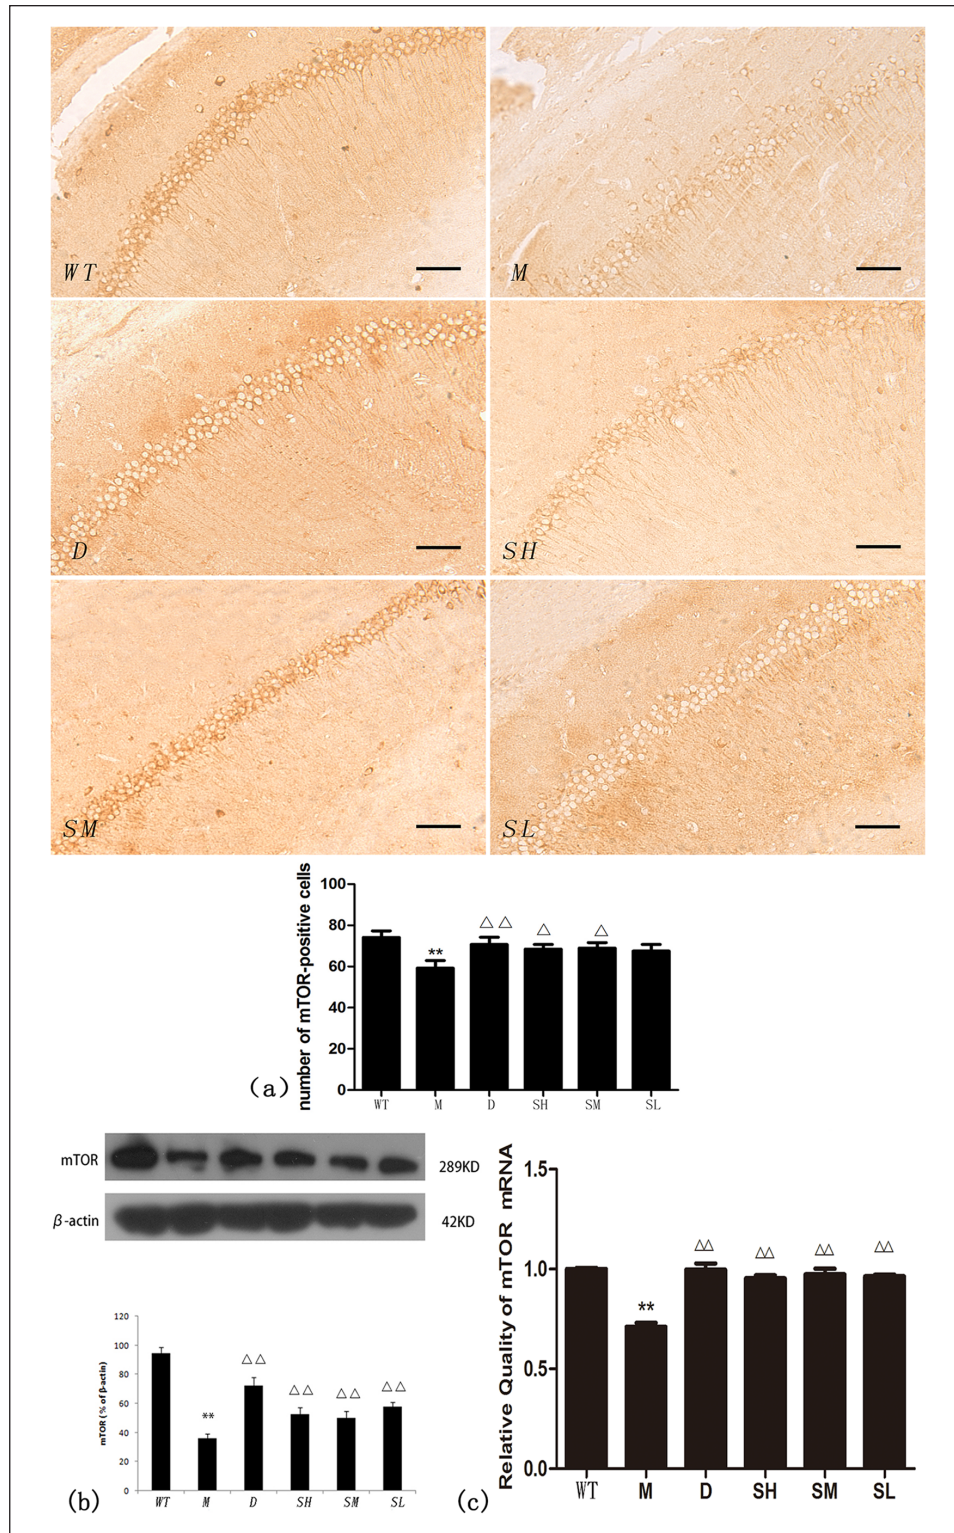 WT
M
D
SH
SM
SL
number of mTOR-positive cells
100
80
60
40
20
0
**
△ △
△
△
WT M D SH SM SL
(a)
mTOR
289KD
β-actin
42KD
mTOR ( % of β-actin)
120
100
80
60
40
20
0
**
△ △
△ △
△ △
△ △
WT M D SH SM SL
(b)
Relative Quality of mTOR mRNA
1.5
1.0
0.5
0.0
**
△△
△△
△△
△△
WT M D SH SM SL
(c)